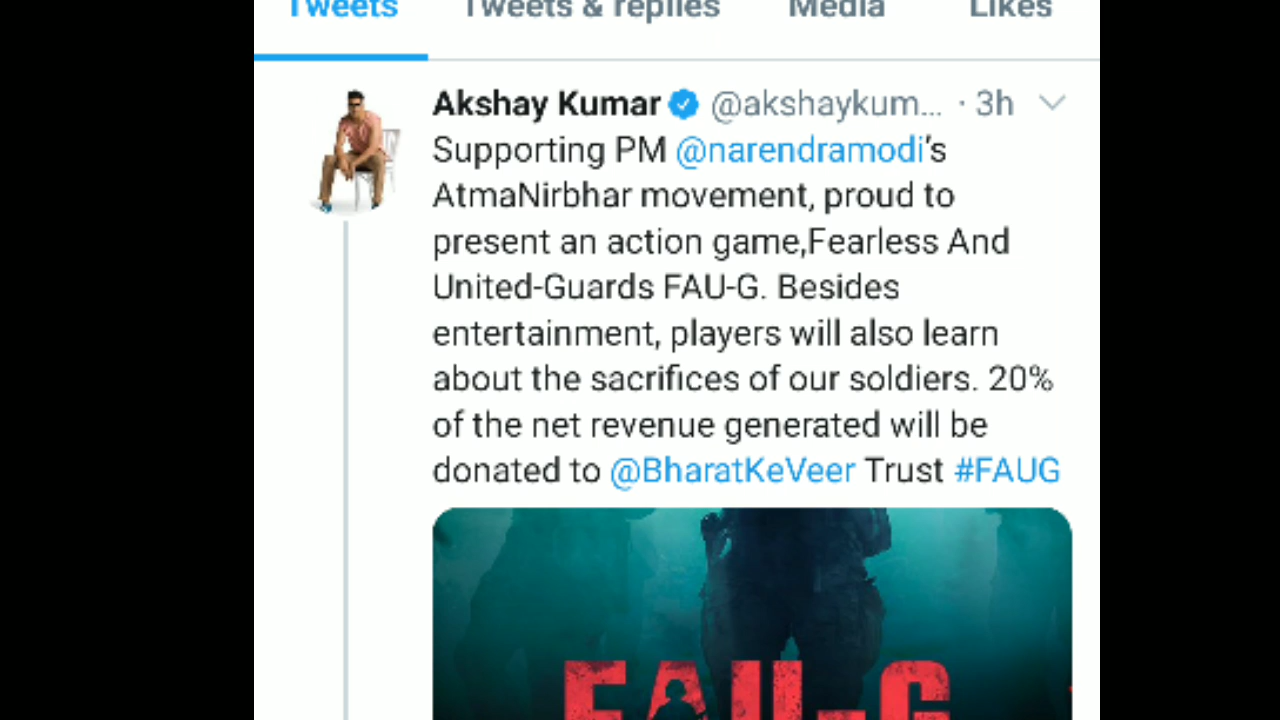 Tweets Tweets & replies Media Likes
Akshay Kumar @akshaykum... · 3h
Supporting PM @narendramodi's
AtmaNirbhar movement, proud to
present an action game,Fearless And
United-Guards FAU-G. Besides
entertainment, players will also learn
about the sacrifices of our soldiers. 20%
of the net revenue generated will be
donated to @BharatKeVeer Trust #FAUG
FAU-G